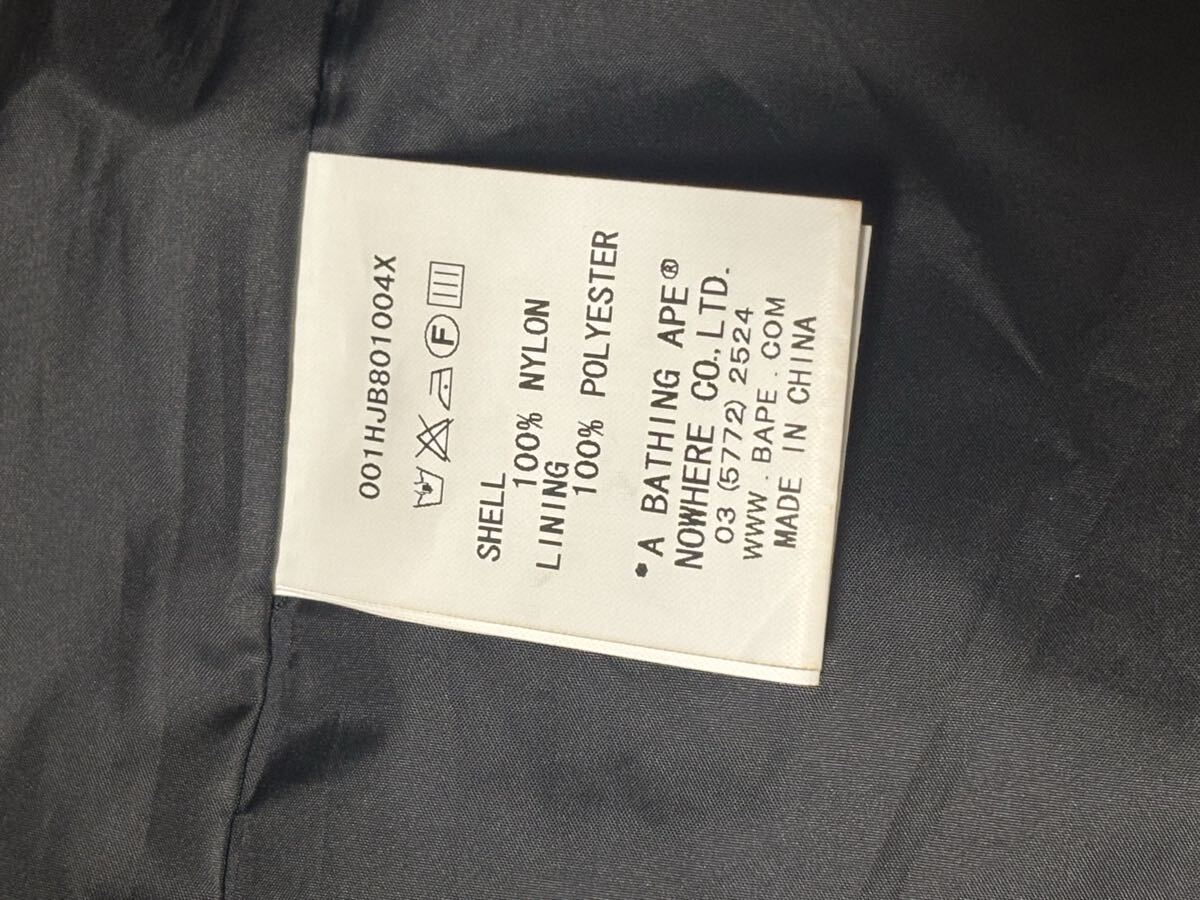 001HJB801004X
F
SHELL
100% NYLON
LINING
100% POLYESTER
*A BATHING APE®
NOWHERE CO., LTD.
03 (5772) 2524
WWW.BAPE.COM
MADE IN CHINA